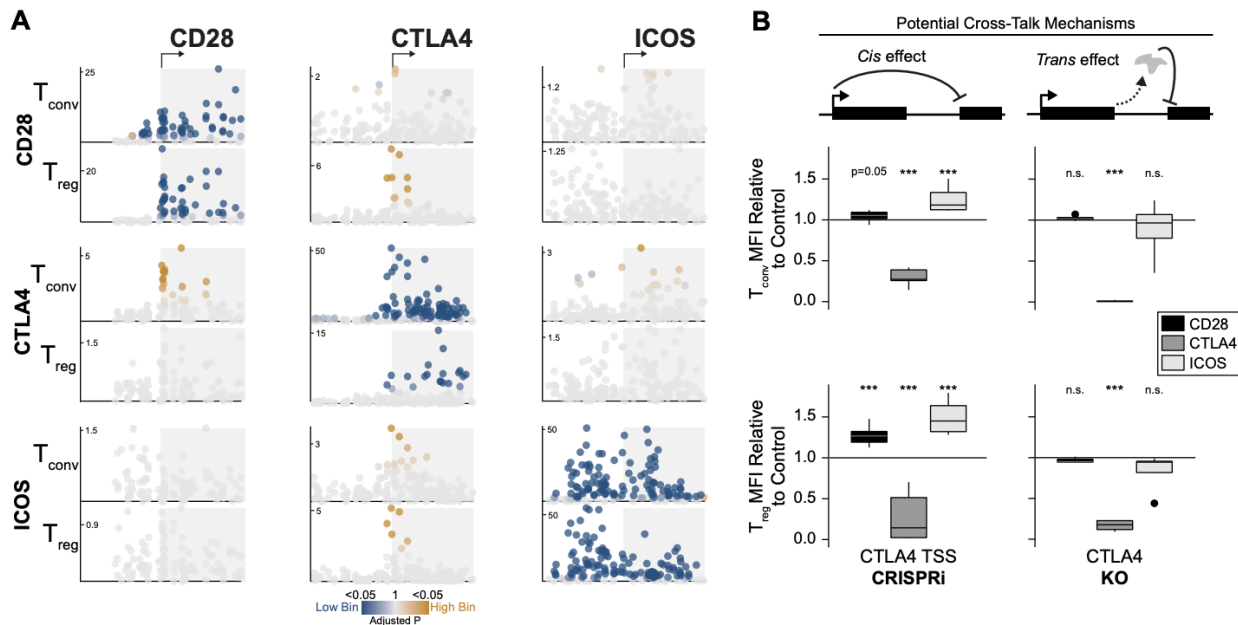 A
CD28 CTLA4 ICOS
CD28
Tconv
25
2
1.2
Treg
20
6
1.25
CTLA4
Tconv
5
50
3
Treg
1.5
15
1.5
ICOS
Tconv
1.5
3
50
Treg
0.9
5
50
<0.05 1 <0.05
Low Bin High Bin
Adjusted P
B
Potential Cross-Talk Mechanisms
Cis effect
Trans effect
Tconv MFI Relative
to Control
1.5
1.0
0.5
0.0
p=0.05 *** ***
n.s. *** n.s.
CD28
CTLA4
ICOS
Treg MFI Relative
to Control
1.5
1.0
0.5
0.0
*** *** ***
n.s. *** n.s.
CTLA4 TSS
CRISPRi
CTLA4
KO